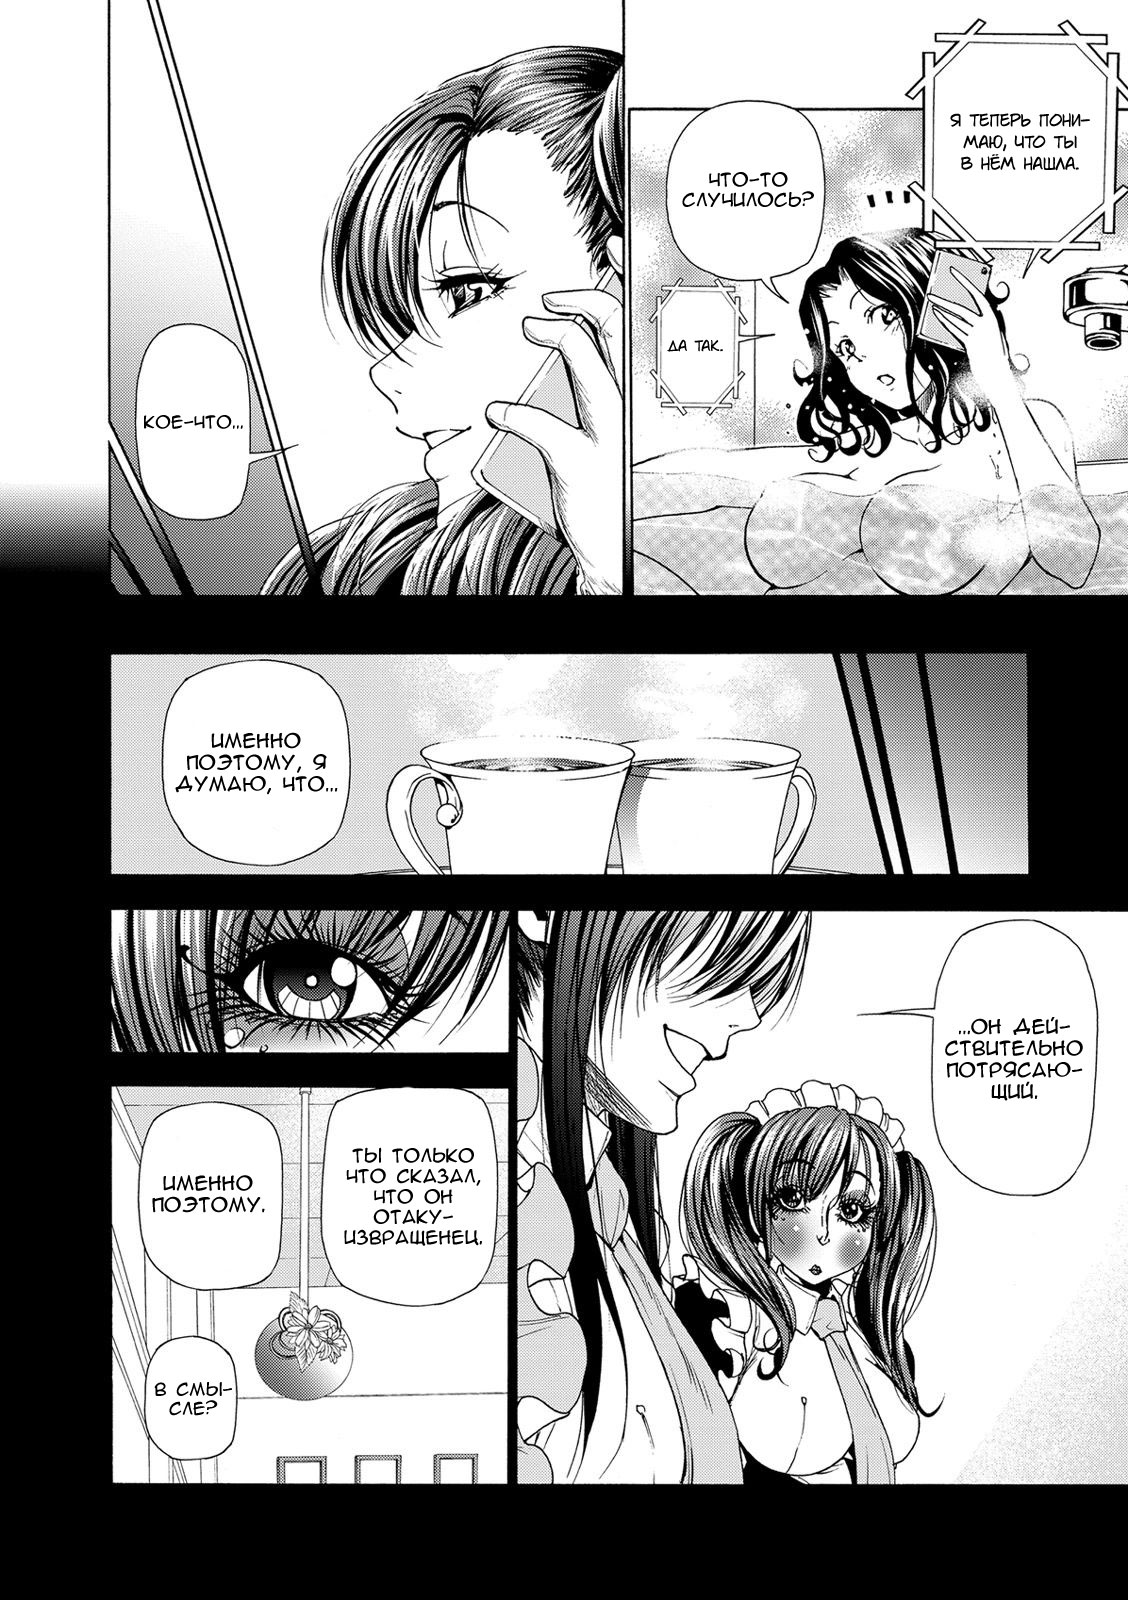 Я ТЕПЕРЬ ПОНИ-
МАЮ, ЧТО ТЫ
В НЁМ НАШЛА.
ЧТО-ТО
СЛУЧИЛОСЬ?
ДА ТАК.
КОЕ-ЧТО...
ИМЕННО
ПОЭТОМУ, Я
ДУМАЮ, ЧТО...
...ОН ДЕЙ-
СТВИТЕЛЬНО
ПОТРЯСАЮ-
ЩИЙ.
ТЫ ТОЛЬКО
ЧТО СКАЗАЛ,
ЧТО ОН
ОТАКУ-
ИЗВРАЩЕНЕЦ.
ИМЕННО
ПОЭТОМУ.
В СМЫ-
СЛЕ?